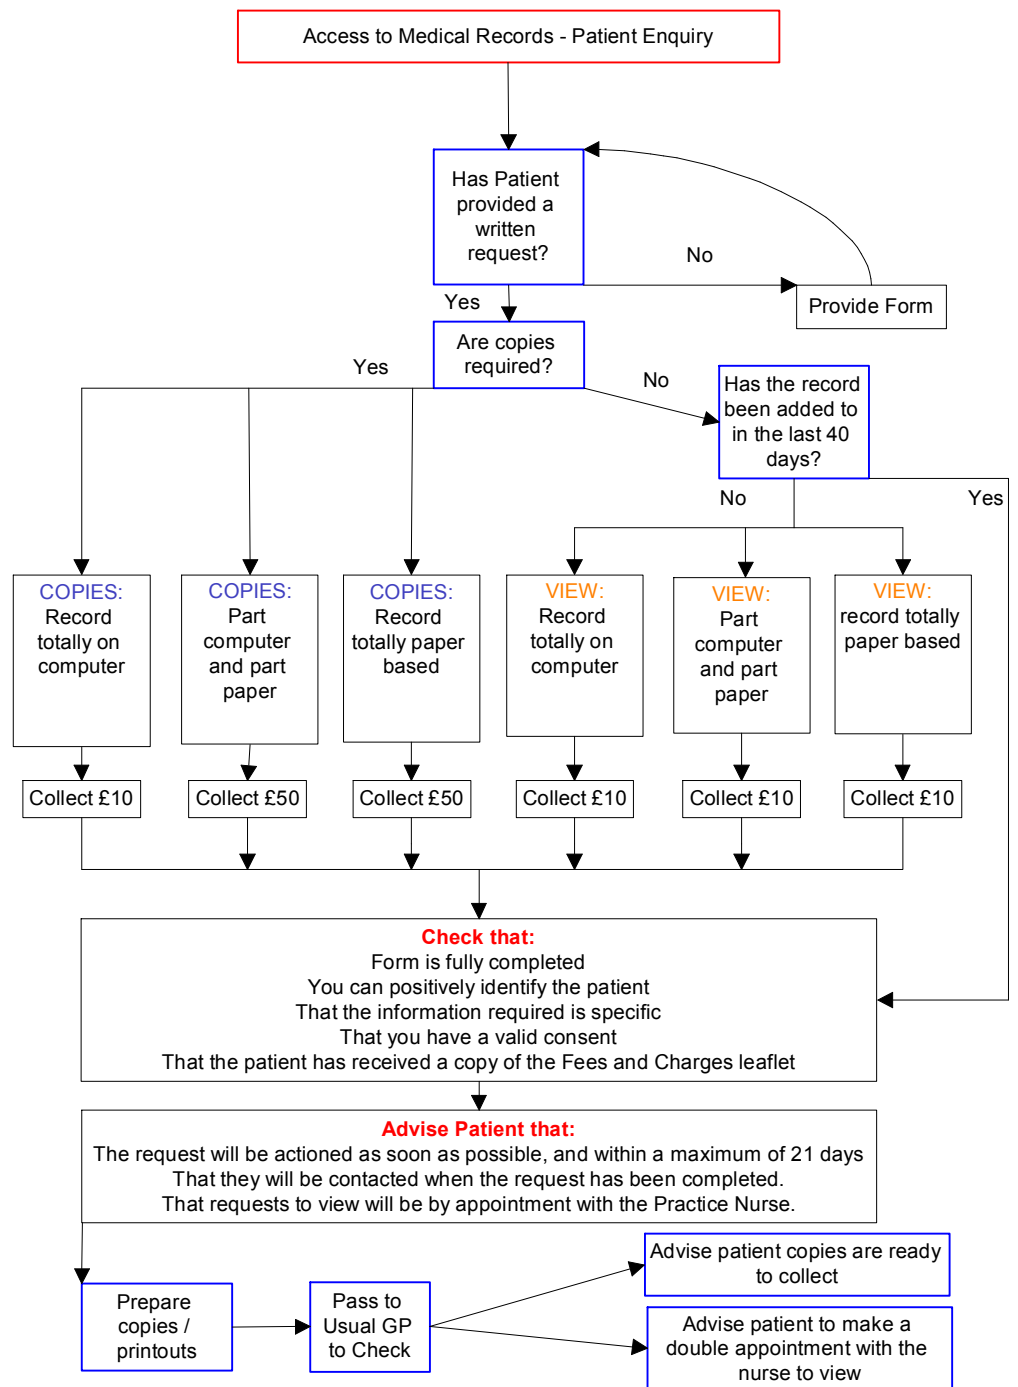 Access to Medical Records - Patient Enquiry
Has Patient
provided a
written
request?
No
Provide Form
Yes
Are copies
required?
Yes
No
Has the record
been added to
in the last 40
days?
No
Yes
COPIES:
Record
totally on
computer
COPIES:
Part
computer
and part
paper
COPIES:
Record
totally paper
based
VIEW:
Record
totally on
computer
VIEW:
Part
computer
and part
paper
VIEW:
record totally
paper based
Collect £10
Collect £50
Collect £50
Collect £10
Collect £10
Collect £10
Check that:
Form is fully completed
You can positively identify the patient
That the information required is specific
That you have a valid consent
That the patient has received a copy of the Fees and Charges leaflet
Advise Patient that:
The request will be actioned as soon as possible, and within a maximum of 21 days
That they will be contacted when the request has been completed.
That requests to view will be by appointment with the Practice Nurse.
Prepare
copies /
printouts
Pass to
Usual GP
to Check
Advise patient copies are ready
to collect
Advise patient to make a
double appointment with the
nurse to view